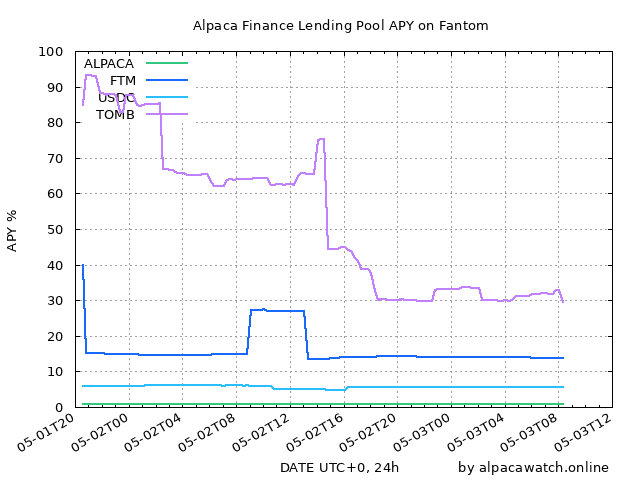 Alpaca Finance Lending Pool APY on Fantom
100
90
80
70
60
50
40
30
20
10
0
APY %
ALPACA
FTM
USDC
TOMB
05-01T20
05-02T00
05-02T04
05-02T08
05-02T12
05-02T16
05-02T20
05-03T00
05-03T04
05-03T08
05-03T12
DATE UTC+0, 24h
by alpacawatch.online